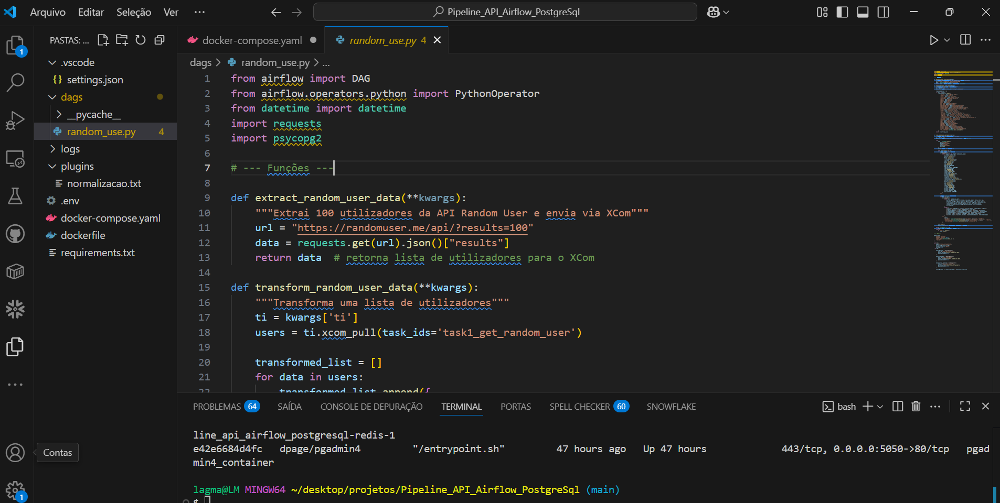 Arquivo Editar Seleção Ver ··· Pipeline_API_Airflow_PostgreSql
PASTAS: ...
docker-compose.yaml random_use.py 4
dags > random_use.py > ...
1
.vscode
settings.json
dags
__pycache__
random_use.py 4
logs
plugins
normalizacao.txt
.env
docker-compose.yaml
dockerfile
requirements.txt
1 from airflow import DAG
2 from airflow.operators.python import PythonOperator
3 from datetime import datetime
4 import requests
5 import psycopg2
6
7 # --- Funções ---
8
9 def extract_random_user_data(**kwargs):
10 """Extrai 100 utilizadores da API Random User e envia via XCom"""
11 url = "https://randomuser.me/api/?results=100"
12 data = requests.get(url).json()["results"]
13 return data # retorna lista de utilizadores para o XCom
14
15 def transform_random_user_data(**kwargs):
16 """Transforma uma lista de utilizadores"""
17 ti = kwargs['ti']
18 users = ti.xcom_pull(task_ids='task1_get_random_user')
19
20 transformed_list = []
21 for data in users:
22 transformed_list.append({
PROBLEMAS 64 SAÍDA CONSOLE DE DEPURAÇÃO TERMINAL PORTAS SPELL CHECKER 60 SNOWFLAKE bash
line_api_airflow_postgresql-redis-1
e42e6684d4fc dpage/pgadmin4 "/entrypoint.sh" 47 hours ago Up 47 hours 443/tcp, 0.0.0.0:5050->80/tcp pgad
min4_container
lagma@LM MINGW64 ~/desktop/projetos/Pipeline_API_Airflow_PostgreSql (main)
$
Contas
1